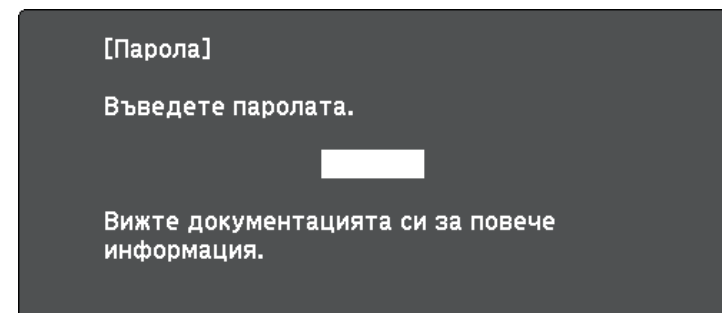 [Парола]
Въведете паролата.
Вижте документацията си за повече
информация.